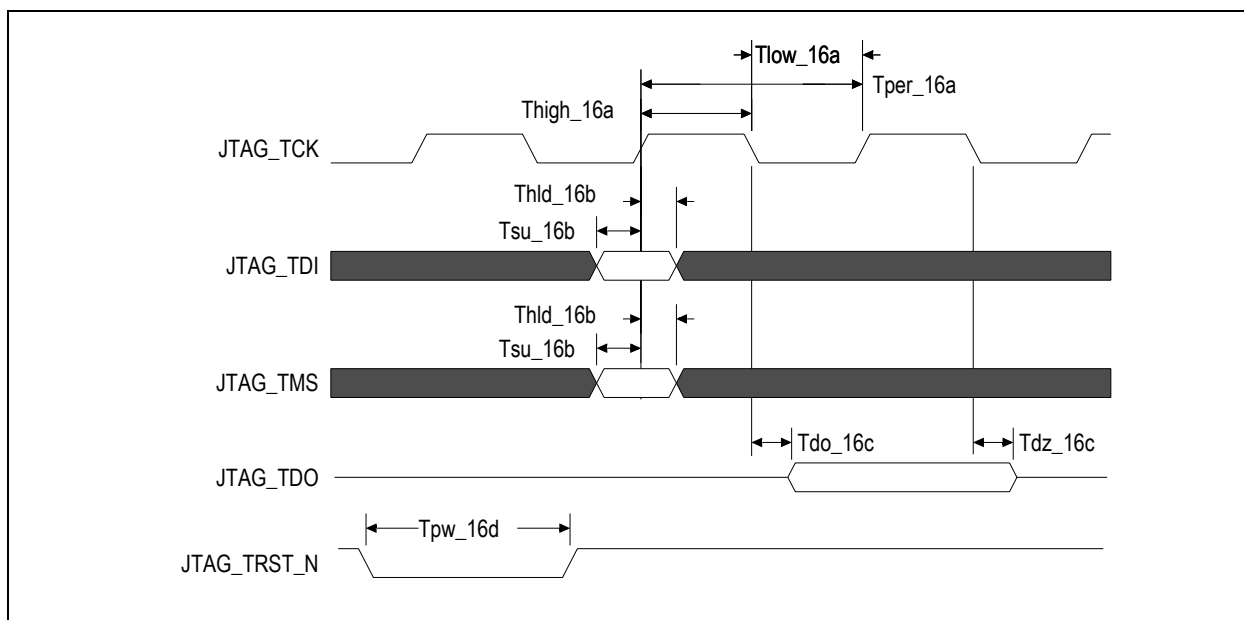 Tlow_16a
Tper_16a
Thigh_16a
JTAG_TCK
Thld_16b
Tsu_16b
JTAG_TDI
Thld_16b
Tsu_16b
JTAG_TMS
Tdo_16c
Tdz_16c
JTAG_TDO
Tpw_16d
JTAG_TRST_N